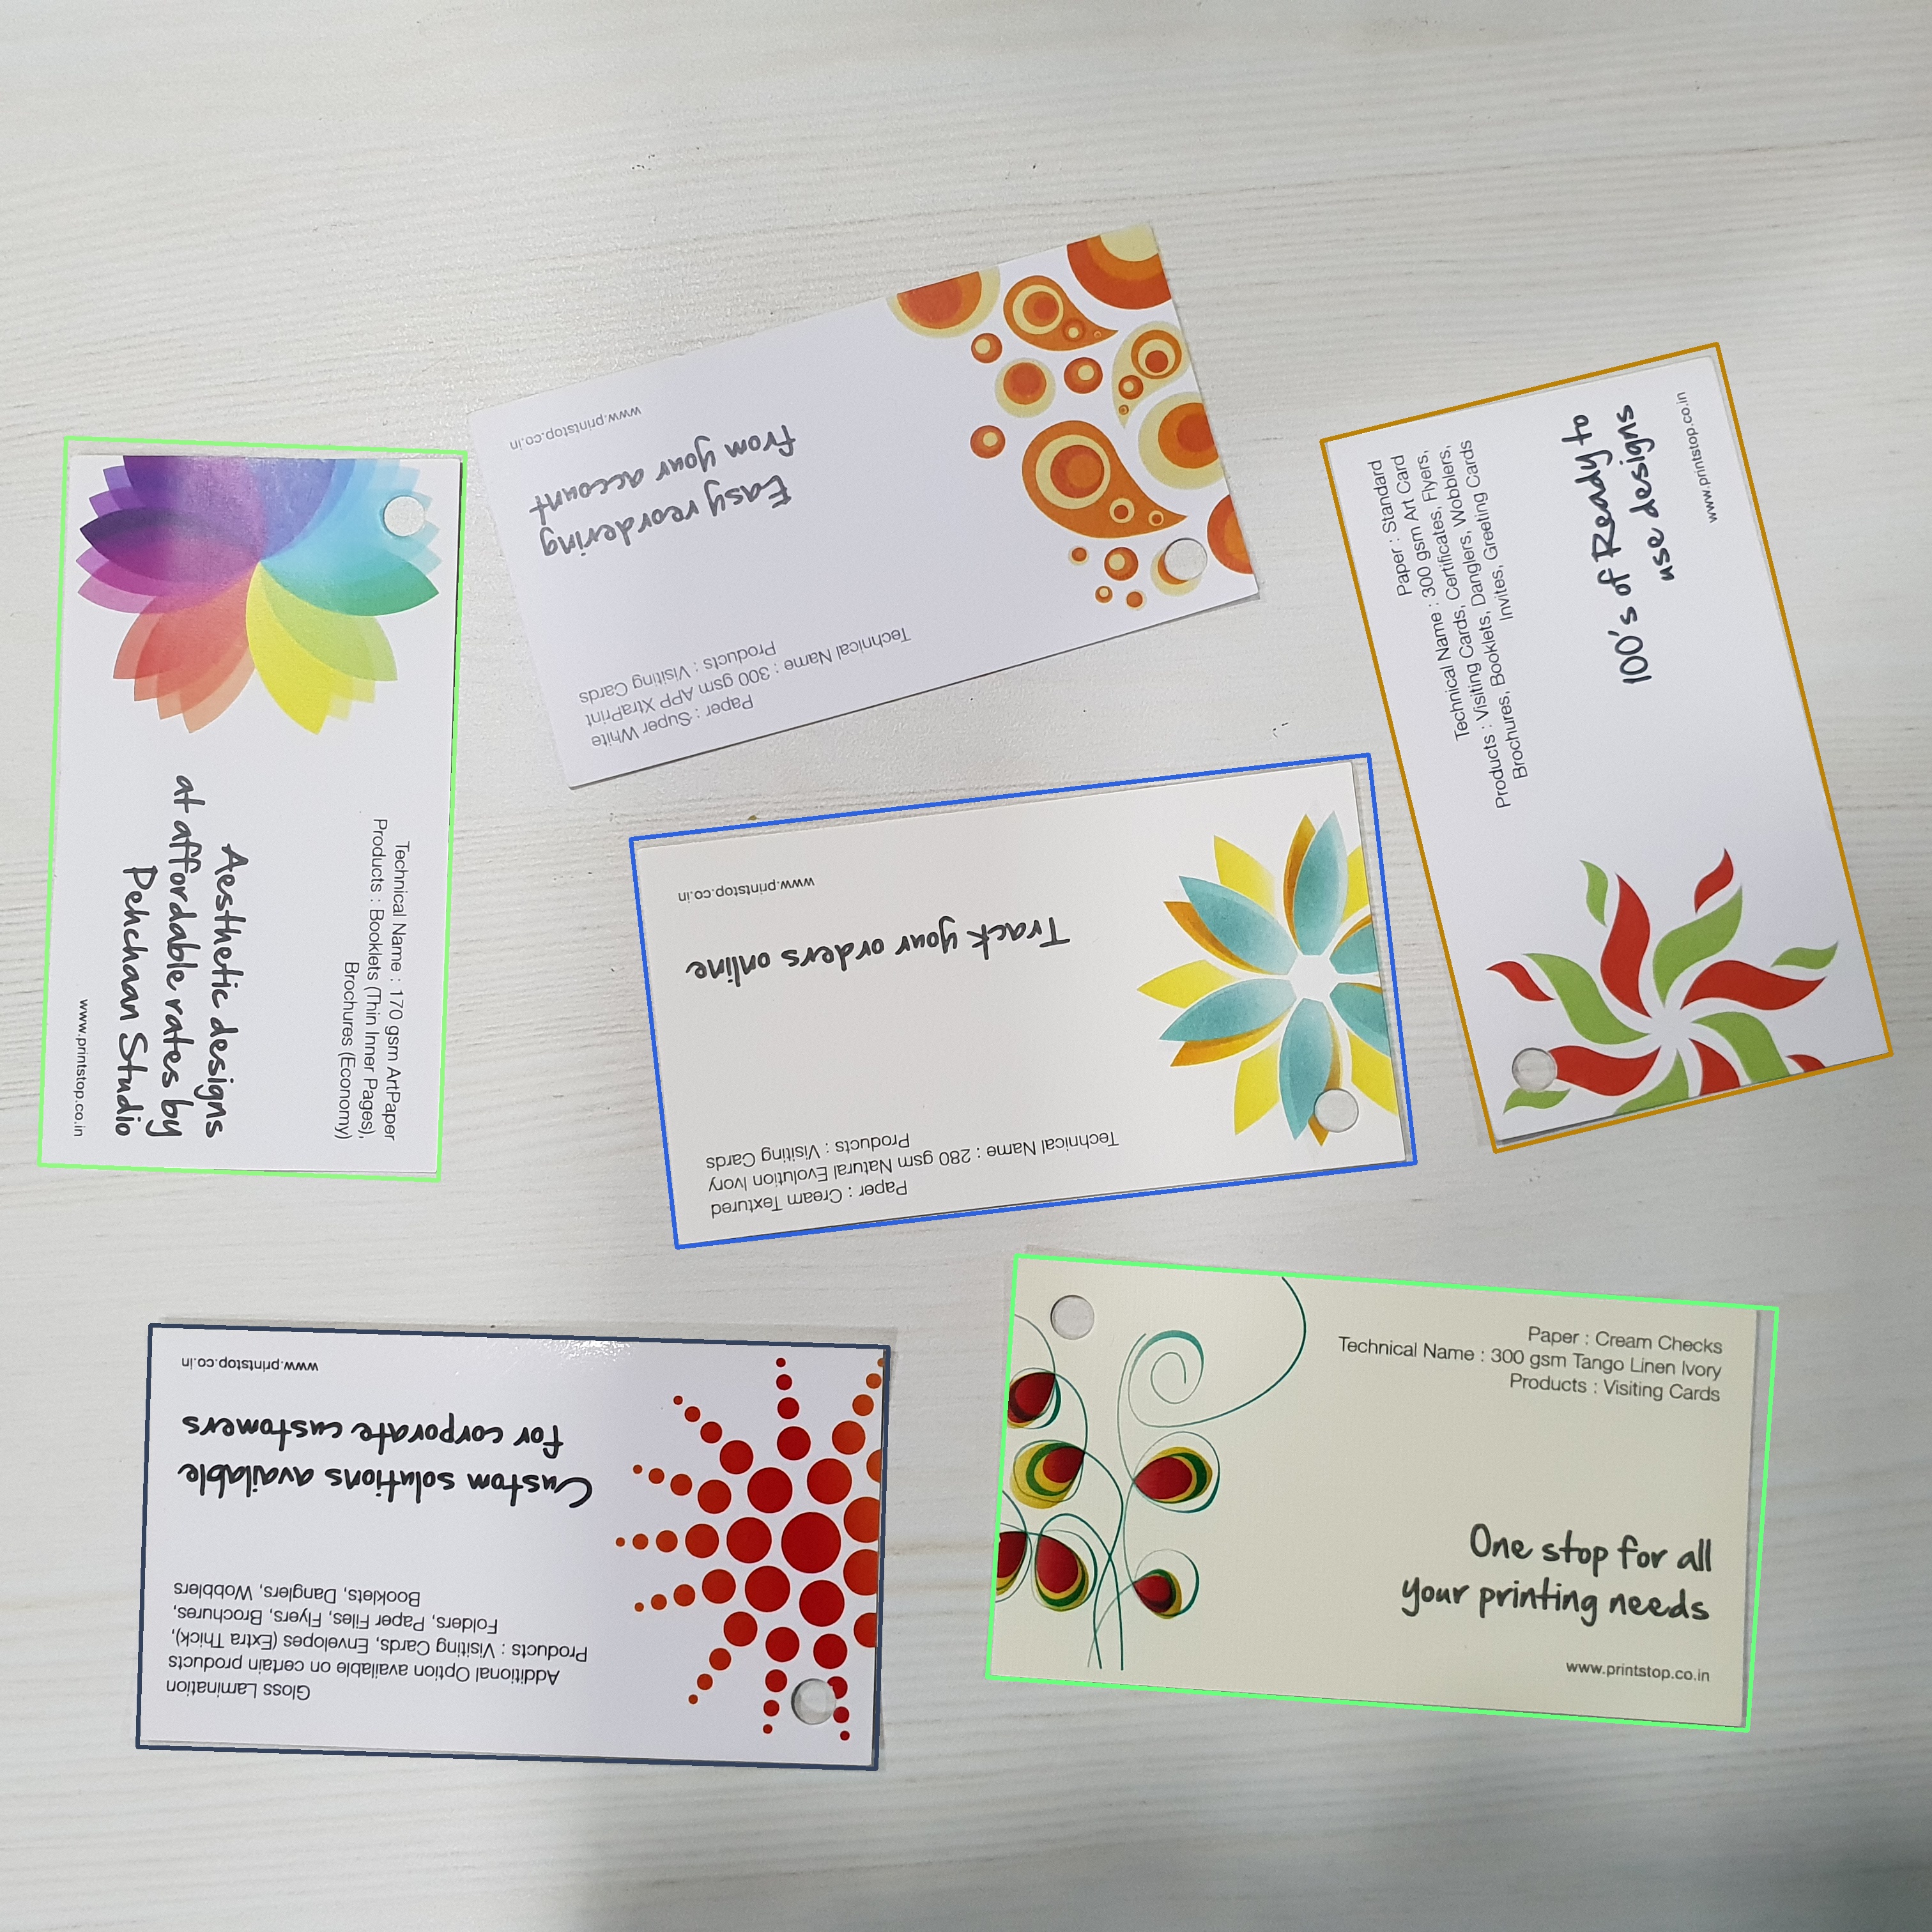 Paper : Super White
Technical Name : 300 gsm APP XtraPrint
Products : Visiting Cards
Easy reordering
from your account
www.printstop.co.in
Technical Name : 170 gsm ArtPaper
Products : Booklets (Thin Inner Pages),
Brochures (Economy)
Aesthetic designs
at affordable rates by
Pehchaan Studio
www.printstop.co.in
Paper : Standard
Technical Name : 300 gsm Art Card
Products : Visiting Cards, Certificates, Flyers,
Brochures, Booklets, Danglers, Wobblers,
Invites, Greeting Cards
100's of Ready to
use designs
www.printstop.co.in
Paper : Cream Textured
Technical Name : 280 gsm Natural Evolution Ivory
Products : Visiting Cards
Track your orders online
www.printstop.co.in
Gloss Lamination
Additional Option available on certain products
Products : Visiting Cards, Envelopes (Extra Thick),
Folders, Paper Files, Flyers, Brochures,
Booklets, Danglers, Wobblers
Custom solutions available
for corporate customers
www.printstop.co.in
Paper : Cream Checks
Technical Name : 300 gsm Tango Linen Ivory
Products : Visiting Cards
One stop for all
your printing needs
www.printstop.co.in